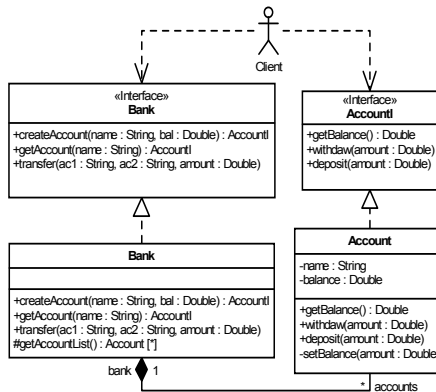 Client
«Interface»
Bank
+createAccount(name : String, bal : Double) : AccountI
+getAccount(name : String) : AccountI
+transfer(ac1 : String, ac2 : String, amount : Double)
«Interface»
AccountI
+getBalance() : Double
+withdaw(amount : Double)
+deposit(amount : Double)
Bank
+createAccount(name : String, bal : Double) : AccountI
+getAccount(name : String) : AccountI
+transfer(ac1 : String, ac2 : String, amount : Double)
#getAccountList() : Account [*]
Account
-name : String
-balance : Double
+getBalance() : Double
+withdaw(amount : Double)
+deposit(amount : Double)
-setBalance(amount : Double
bank 1
* accounts